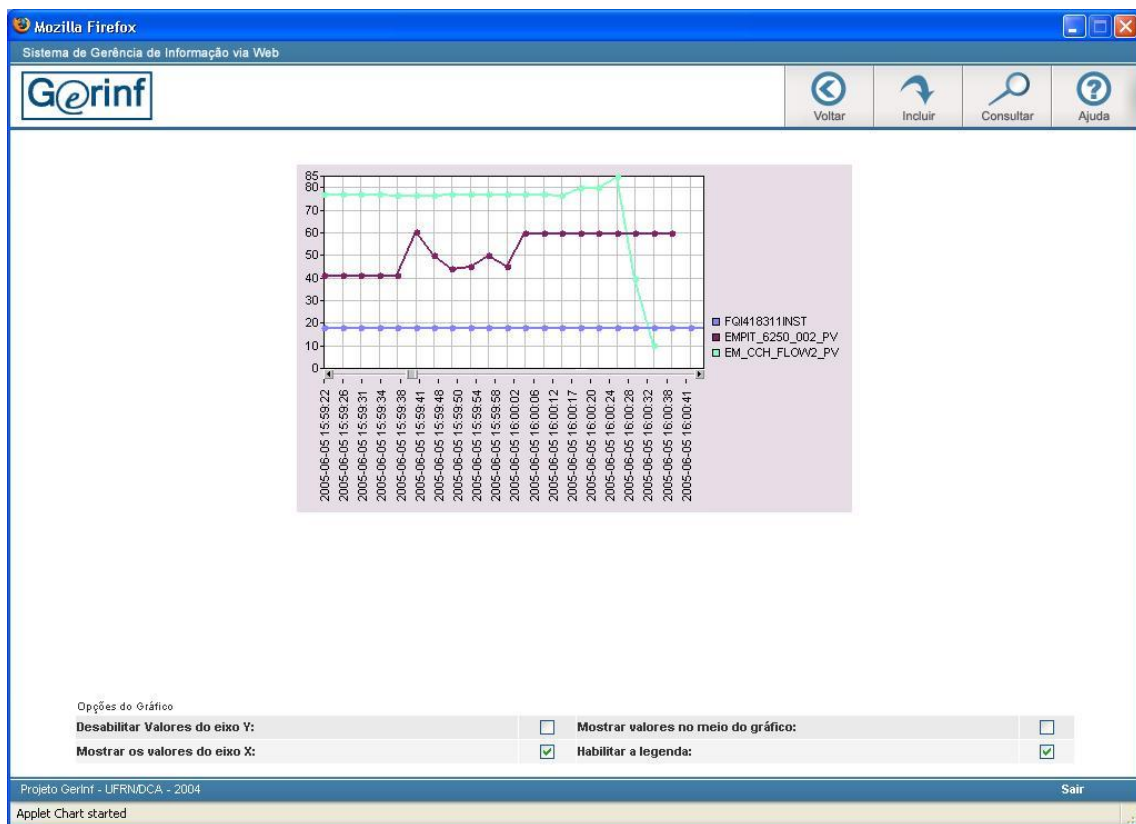 Mozilla Firefox
Sistema de Gerência de Informação via Web
Gerinf
Voltar
Incluir
Consultar
Ajuda
85
80
70
60
50
40
30
20
10
0
FQI418311INST
EMPIT_6250_002_PV
EM_CCH_FLOW2_PV
2005-06-05 15:59:22
2005-06-05 15:59:26
2005-06-05 15:59:31
2005-06-05 15:59:34
2005-06-05 15:59:38
2005-06-05 15:59:41
2005-06-05 15:59:48
2005-06-05 15:59:50
2005-06-05 15:59:54
2005-06-05 15:59:58
2005-06-05 16:00:02
2005-06-05 16:00:06
2005-06-05 16:00:12
2005-06-05 16:00:17
2005-06-05 16:00:20
2005-06-05 16:00:24
2005-06-05 16:00:28
2005-06-05 16:00:32
2005-06-05 16:00:38
2005-06-05 16:00:41
Opções do Gráfico
Desabilitar Valores do eixo Y:
Mostrar valores no meio do gráfico:
Mostrar os valores do eixo X:
Habilitar a legenda:
Projeto GerInf - UFRN/DCA - 2004
Sair
Applet Chart started